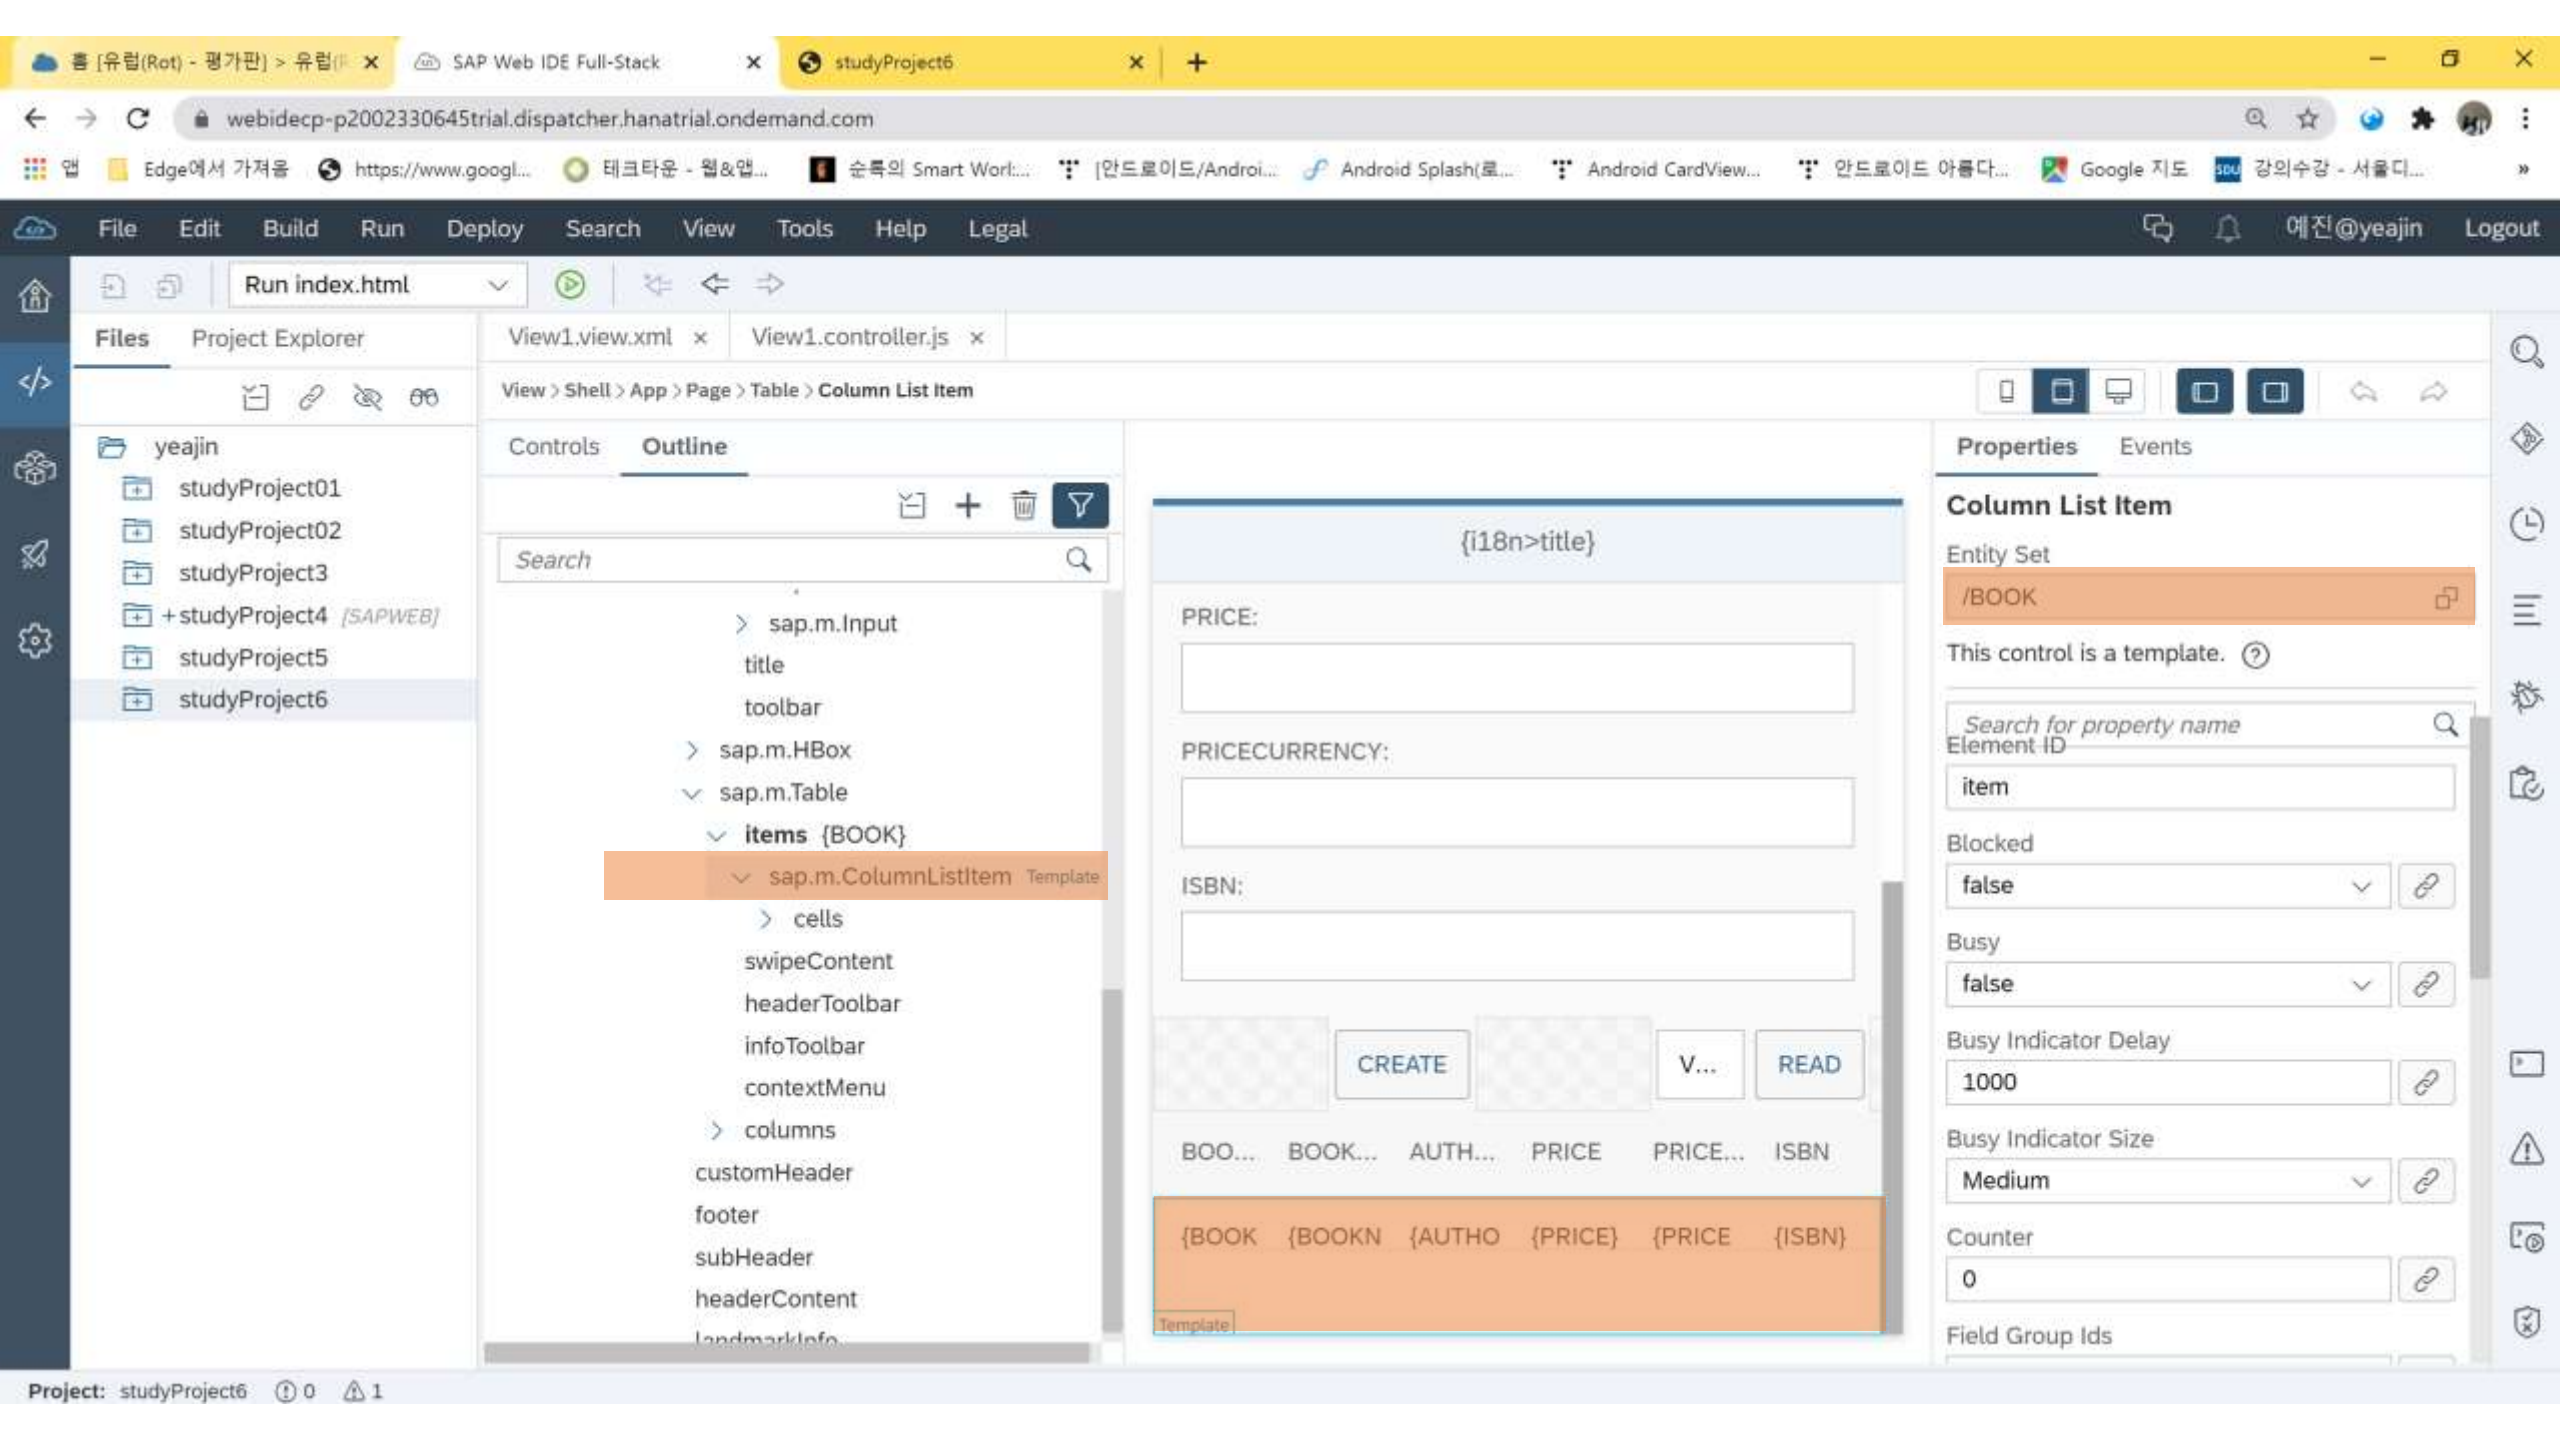 홈 [유럽(Rot) - 평가판] > 유럽(
SAP Web IDE Full-Stack
studyProject6
webidecp-p2002330645trial.dispatcher.hanatrial.ondemand.com
앱
Edge에서 가져옴
https://www.googl...
테크타운 - 웹&앱...
순록의 Smart Worl:...
[안드로이드/Androi...
Android Splash(로...
Android CardView...
안드로이드 아름다...
Google 지도
SDU
강의수강 - 서울디...
»
File Edit Build Run Deploy Search View Tools Help Legal
예진@yeajin Logout
Run index.html
Files Project Explorer
View1.view.xml
View1.controller.js
View > Shell > App > Page > Table > Column List Item
yeajin
studyProject01
studyProject02
studyProject3
+ studyProject4 [SAPWEB]
studyProject5
studyProject6
Controls Outline
Search
sap.m.Input
title
toolbar
sap.m.HBox
sap.m.Table
items {BOOK}
sap.m.ColumnListItem Template
cells
swipeContent
headerToolbar
infoToolbar
contextMenu
columns
customHeader
footer
subHeader
headerContent
landmarkInfo
{i18n>title}
PRICE:
PRICECURRENCY:
ISBN:
CREATE V... READ
BOO... BOOK... AUTH... PRICE PRICE... ISBN
{BOOK {BOOKN {AUTHO {PRICE} {PRICE {ISBN}
Template
Properties Events
Column List Item
Entity Set
/BOOK
This control is a template. ?
Search for property name
Element ID
item
Blocked
false
Busy
false
Busy Indicator Delay
1000
Busy Indicator Size
Medium
Counter
0
Field Group Ids
Project: studyProject6 0 1